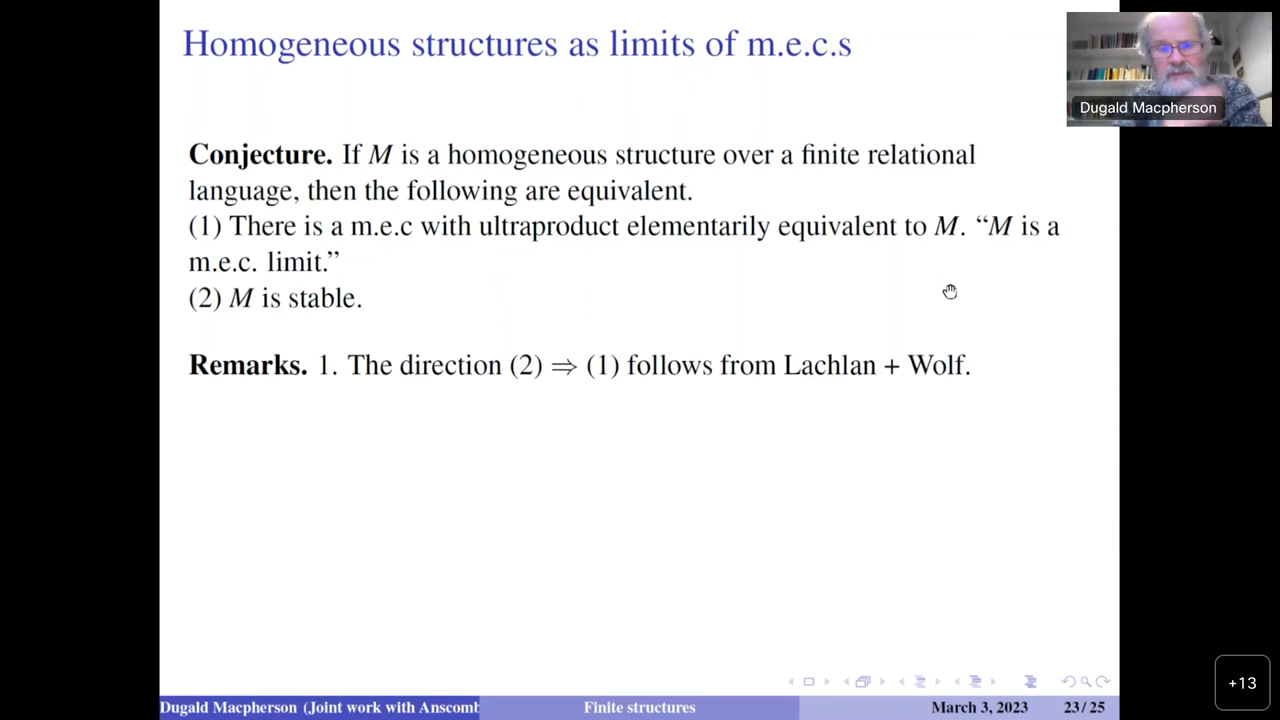 Homogeneous structures as limits of m.e.c.s
Dugald Macpherson
Conjecture. If M is a homogeneous structure over a finite relational
language, then the following are equivalent.
(1) There is a m.e.c with ultraproduct elementarily equivalent to M. “M is a
m.e.c. limit.”
(2) M is stable.
Remarks. 1. The direction (2) ⇒ (1) follows from Lachlan + Wolf.
+13
Dugald Macpherson (Joint work with Anscomb
Finite structures
March 3, 2023
23/25